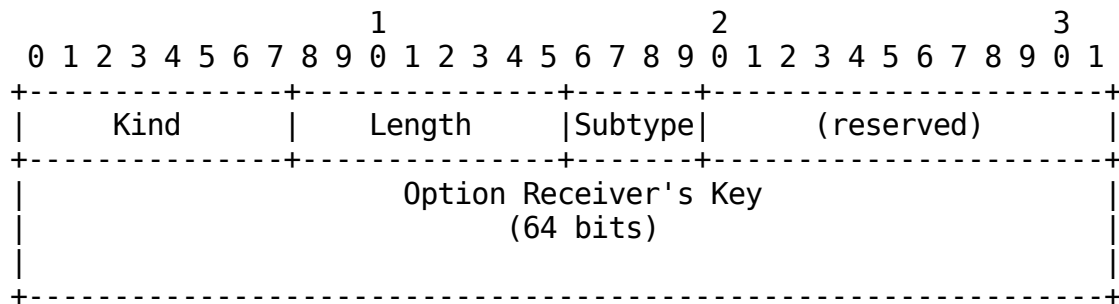 1                   2                   3
 0 1 2 3 4 5 6 7 8 9 0 1 2 3 4 5 6 7 8 9 0 1 2 3 4 5 6 7 8 9 0 1
+---------------+---------------+-------+-----------------------+
|     Kind      |    Length     |Subtype|      (reserved)       |
+---------------+---------------+-------+-----------------------+
|                      Option Receiver's Key                    |
|                            (64 bits)                          |
|                                                               |
+---------------------------------------------------------------+